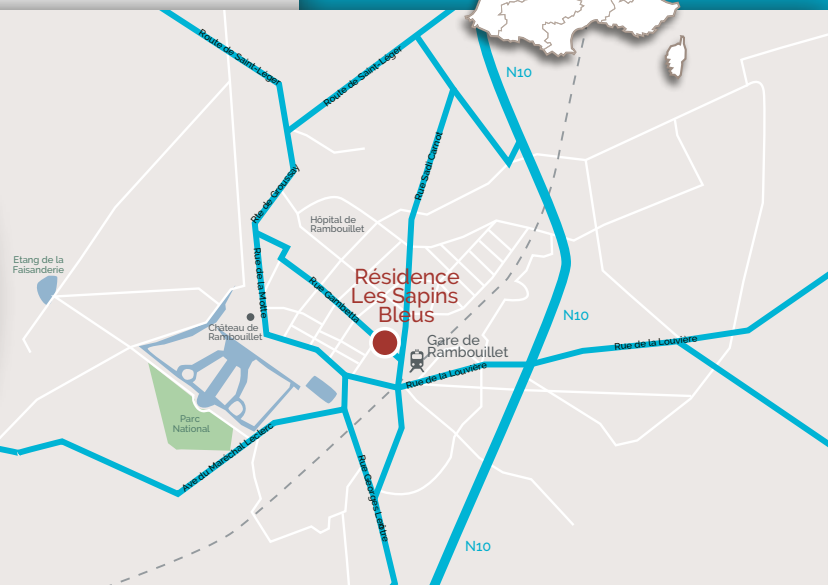 N10
Route de Saint-Léger
Route de Saint-Léger
Rue Sadi Carnot
Rte de Groussay
Hôpital de
Rambouillet
Etang de la
Faisanderie
Rue de la Motte
Résidence
Les Sapins
Bleus
Rue Gambetta
N10
Château de
Rambouillet
Gare de
Rambouillet
Rue de la Louvière
Rue de la Louvière
Parc
National
Ave du Maréchal Leclerc
Rue Georges Lenôtre
N10